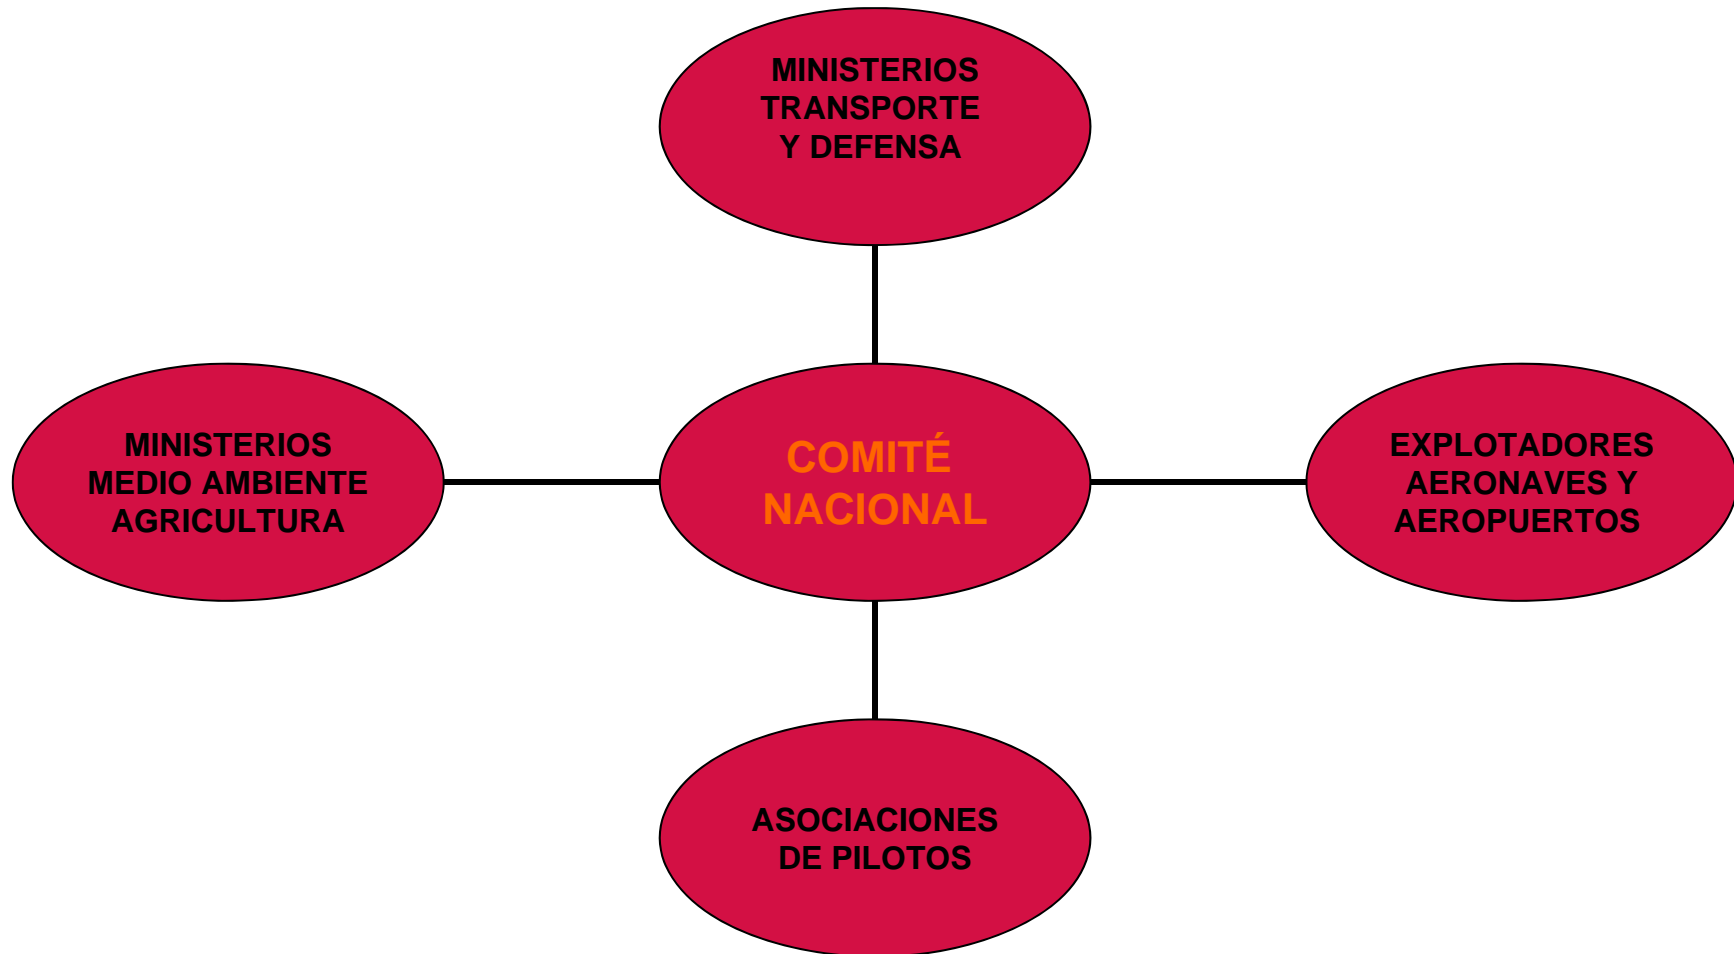 MINISTERIOS
TRANSPORTE
Y DEFENSA
MINISTERIOS
MEDIO AMBIENTE
AGRICULTURA
COMITÉ
NACIONAL
EXPLOTADORES
AERONAVES Y
AEROPUERTOS
ASOCIACIONES
DE PILOTOS